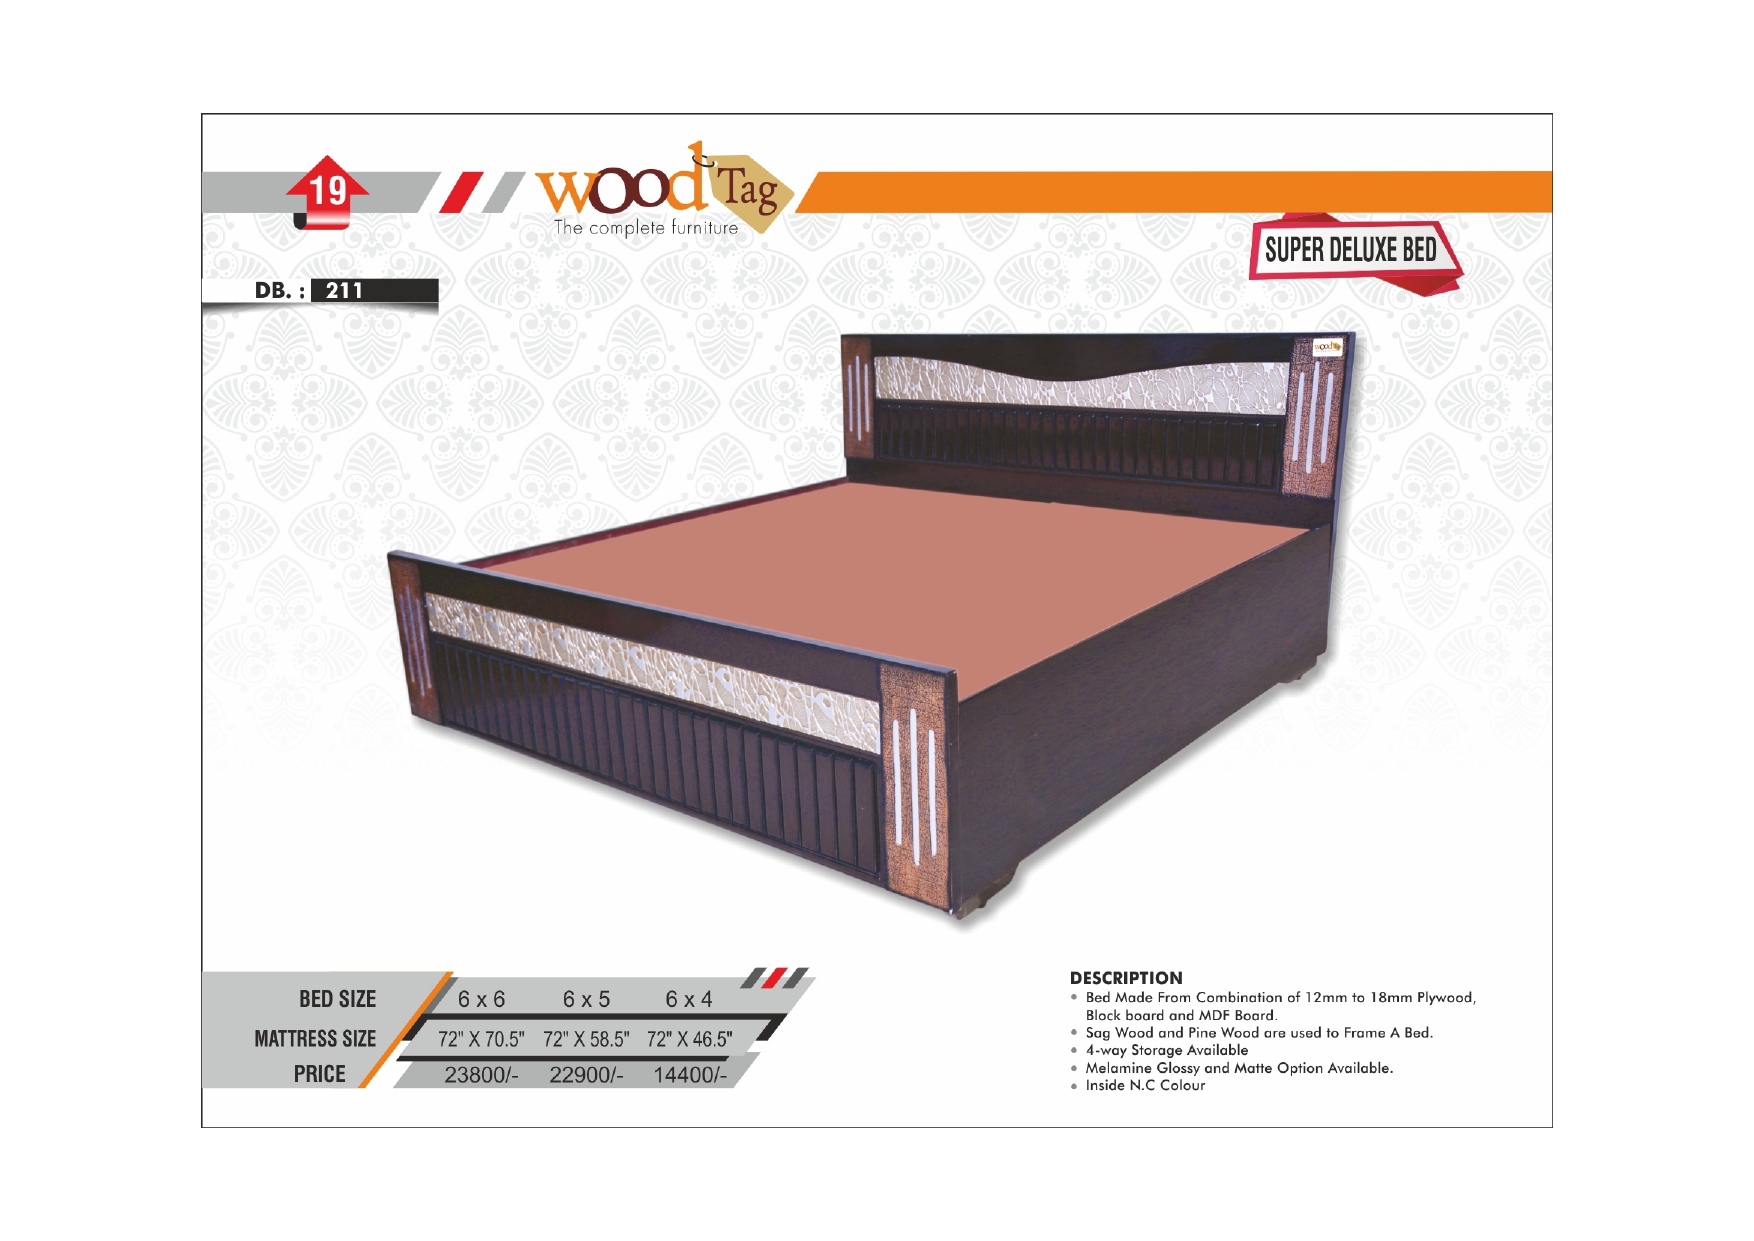 19
wood Tag
The complete furniture
SUPER DELUXE BED
DB. : 211
wood
BED SIZE 6 x 6 6 x 5 6 x 4
MATTRESS SIZE 72" X 70.5" 72" X 58.5" 72" X 46.5"
PRICE 23800/- 22900/- 14400/-
DESCRIPTION
• Bed Made From Combination of 12mm to 18mm Plywood,
Block board and MDF Board.
• Sag Wood and Pine Wood are used to Frame A Bed.
• 4-way Storage Available
• Melamine Glossy and Matte Option Available.
• Inside N.C Colour